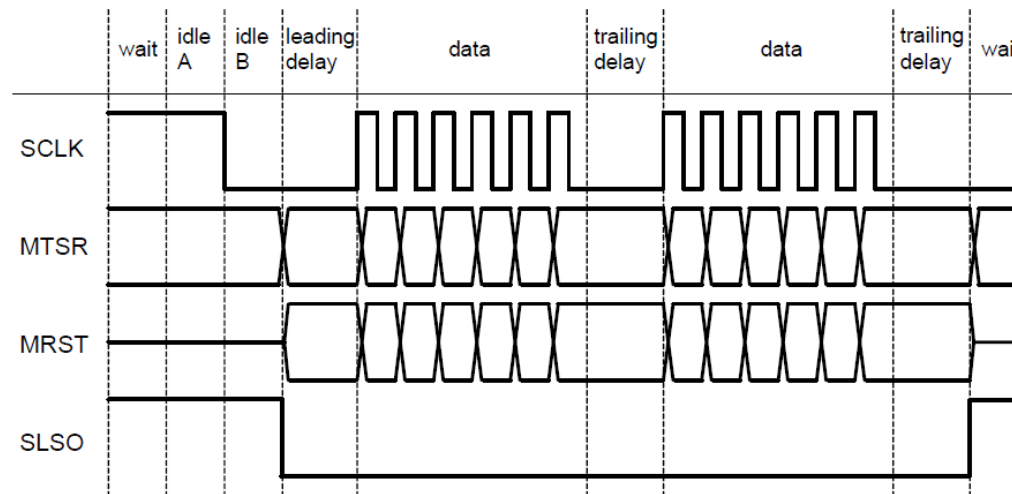 wait idle A idle B leading delay data trailing delay data trailing delay wai
SCLK
MTSR
MRST
SLSO